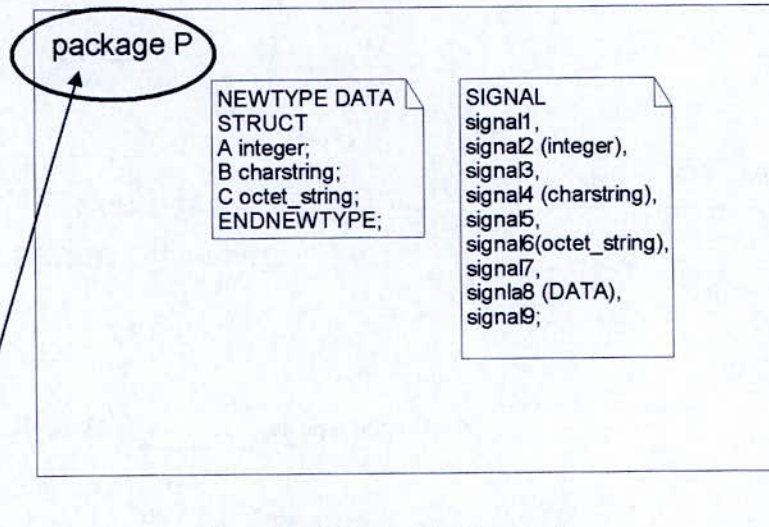 package P
NEWTYPE DATA
STRUCT
A integer;
B charstring;
C octet_string;
ENDNEWTYPE;
SIGNAL
signal1,
signal2 (integer),
signal3,
signal4 (charstring),
signal5,
signal6(octet_string),
signal7,
signla8 (DATA),
signal9;